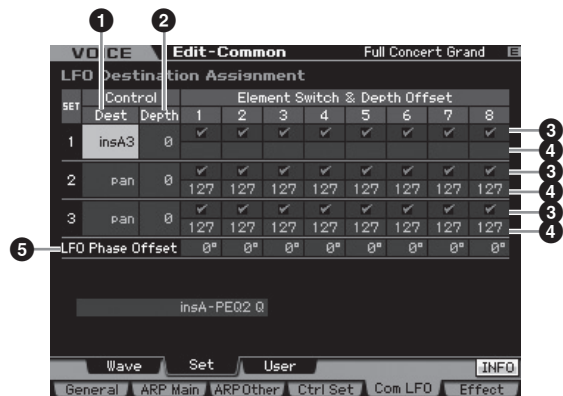 1 2
VOICE Edit-Common Full Concert Grand E
LFO Destination Assignment
SET Control Element Switch & Depth Offset
Dest Depth 1 2 3 4 5 6 7 8
✔ ✔ ✔ ✔ ✔ ✔ ✔ ✔ 3
1 insA3 0
4
✔ ✔ ✔ ✔ ✔ ✔ ✔ ✔ 3
2 pan 0
127 127 127 127 127 127 127 127 4
✔ ✔ ✔ ✔ ✔ ✔ ✔ ✔ 3
3 pan 0
127 127 127 127 127 127 127 127 4
5 LFO Phase Offset 0° 0° 0° 0° 0° 0° 0° 0°
insA-PEQ2 Q
Wave Set User INFO
General ARP Main ARP Other Ctrl Set Com LFO Effect